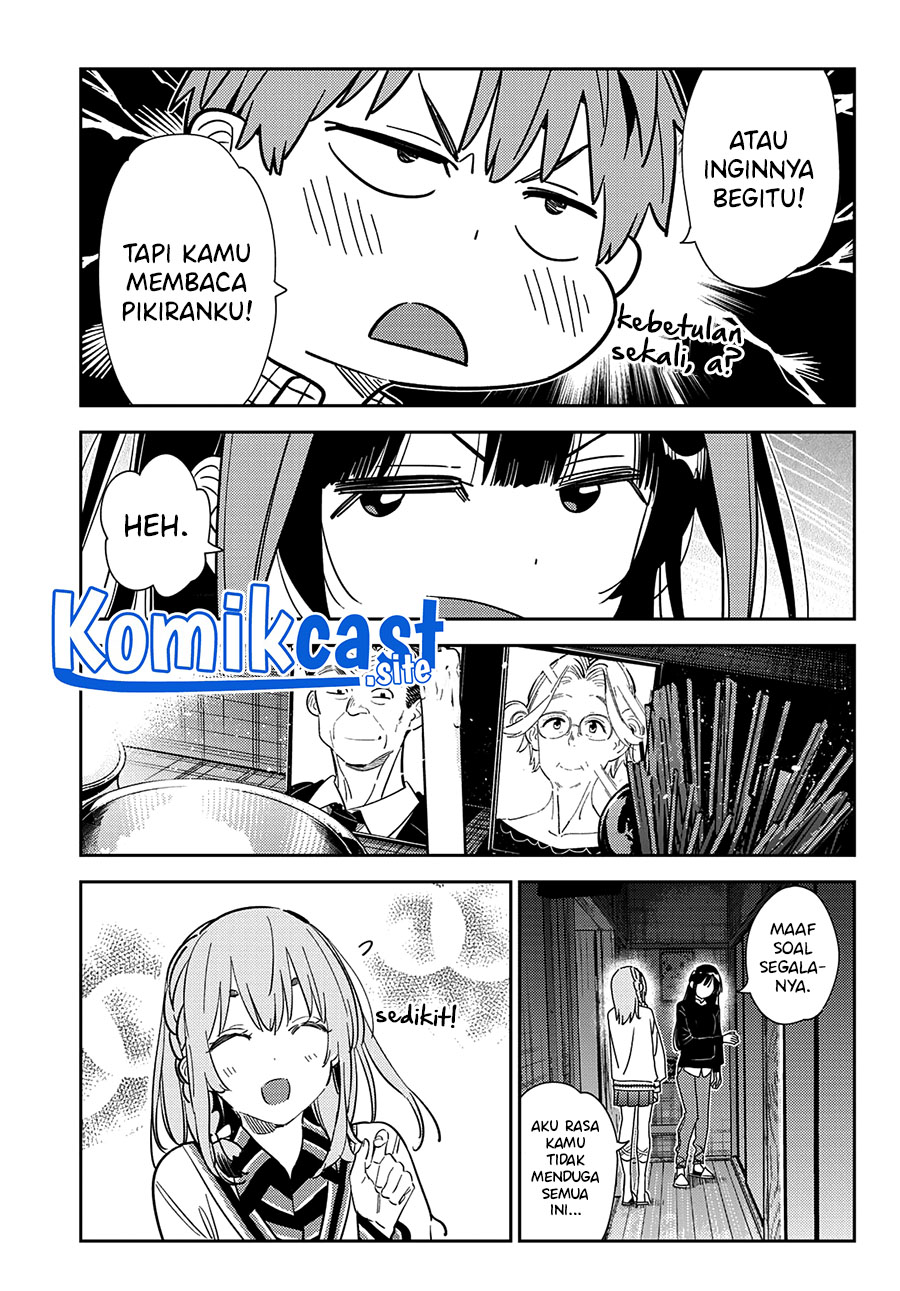 ATAU
INGINNYA
BEGITU!
TAPI KAMU
MEMBACA
PIKIRANKU!
kebetulan
sekali, a?
HEH.
Komikcast
.site
MAAF
SOAL
SEGALA-
NYA.
AKU RASA
KAMU
TIDAK
MENDUGA
SEMUA
INI...
sedikit!